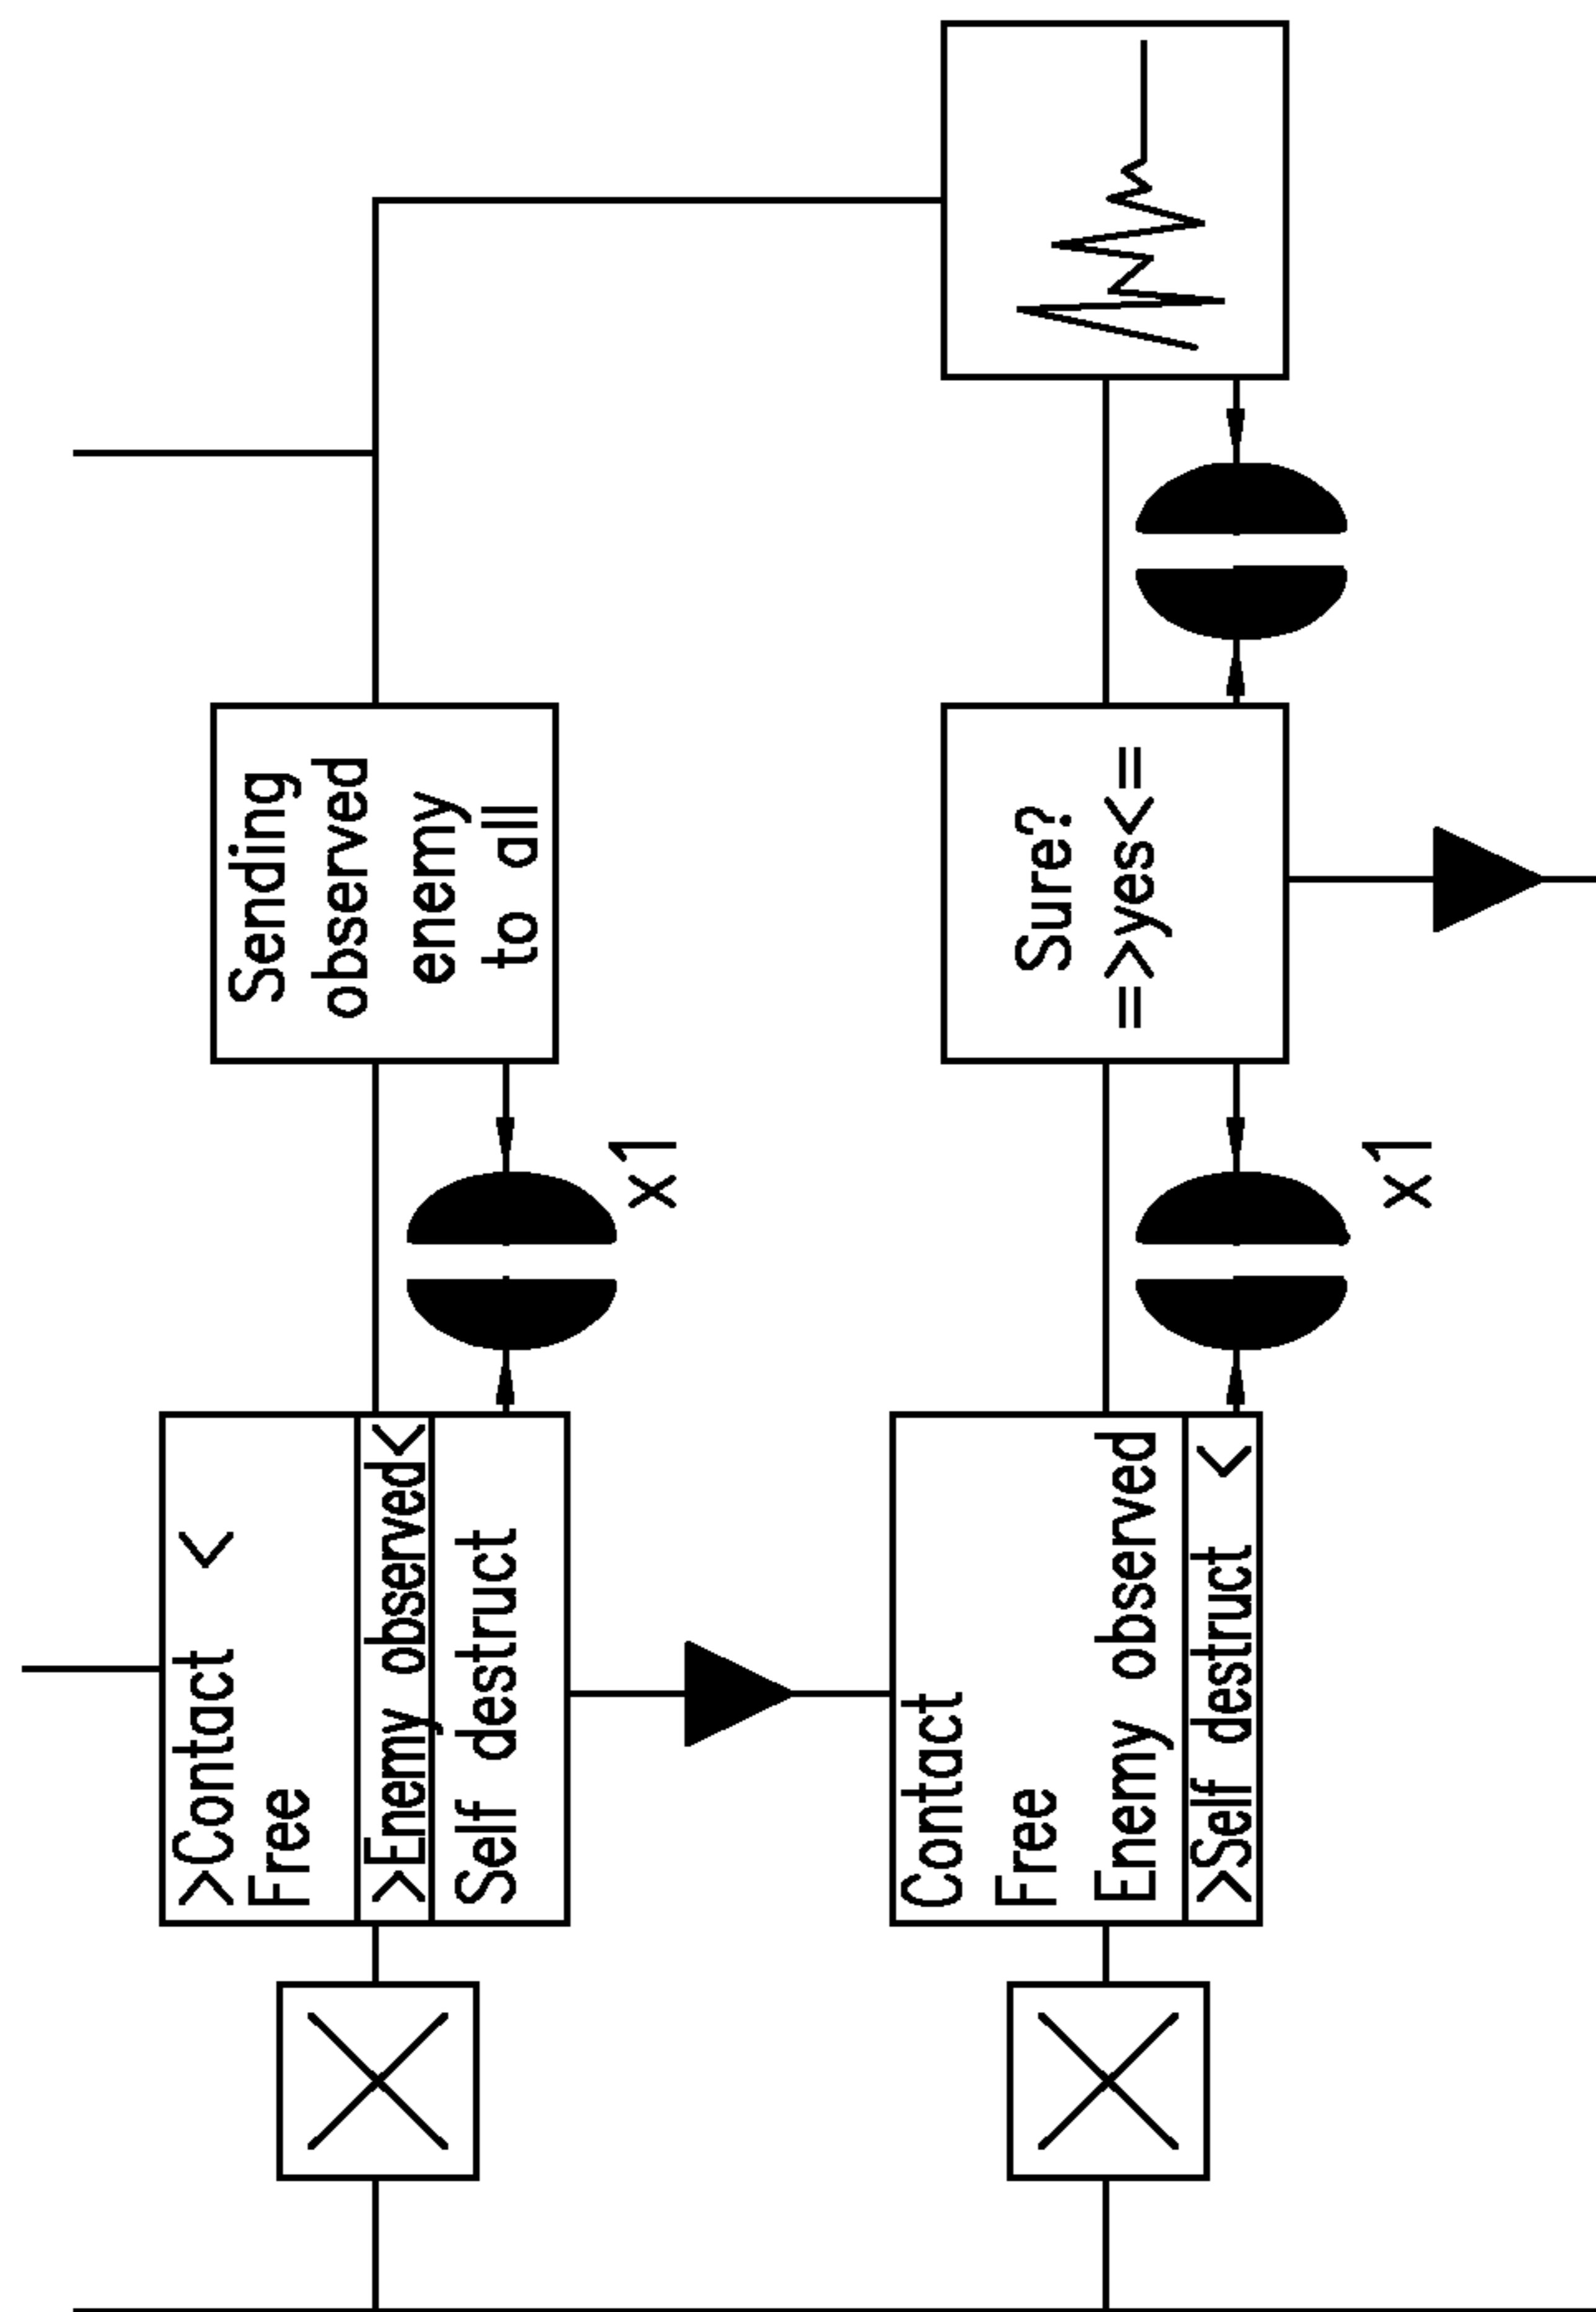 >Contact <
Free
>Enemy observed<
Self destruct
x1
Sending
observed
enemy
to all
Contact
Free
Enemy observed
>Self destruct <
x1
Sure?
=>yes<=